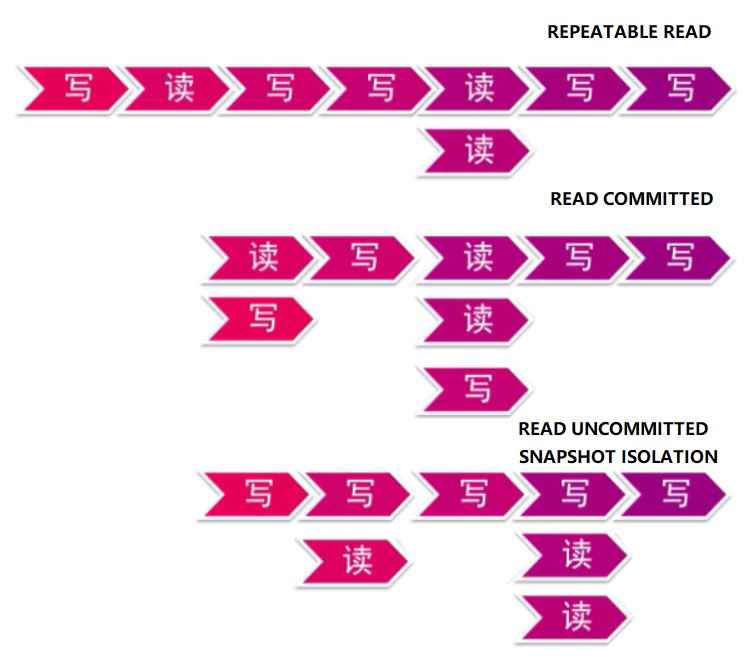 REPEATABLE READ
写 读 写 写 读 写 写
读
READ COMMITTED
读 写 读 写 写
写 读
写
READ UNCOMMITTED
SNAPSHOT ISOLATION
写 写 写 写 写
读 读
读